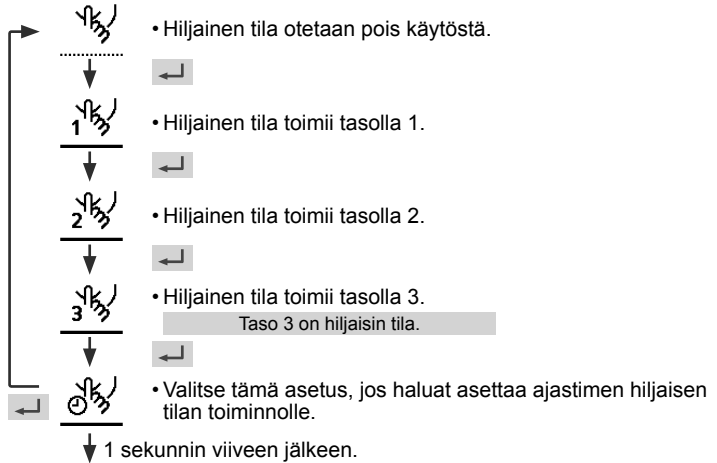 • Hiljainen tila otetaan pois käytöstä.
1
• Hiljainen tila toimii tasolla 1.
2
• Hiljainen tila toimii tasolla 2.
3
• Hiljainen tila toimii tasolla 3.
Taso 3 on hiljaisin tila.
• Valitse tämä asetus, jos haluat asettaa ajastimen hiljaisen
tilan toiminnolle.
1 sekunnin viiveen jälkeen.